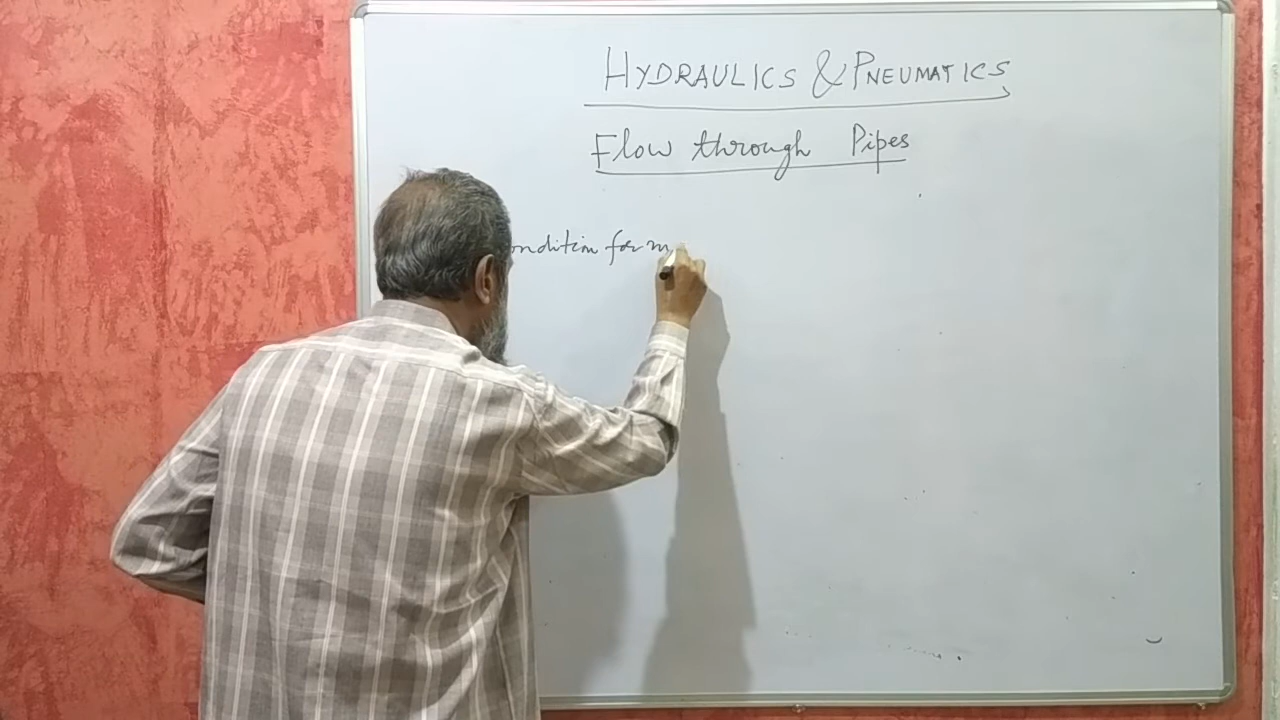 HYDRAULICS & PNEUMATICS
Flow through Pipes
ondition for m